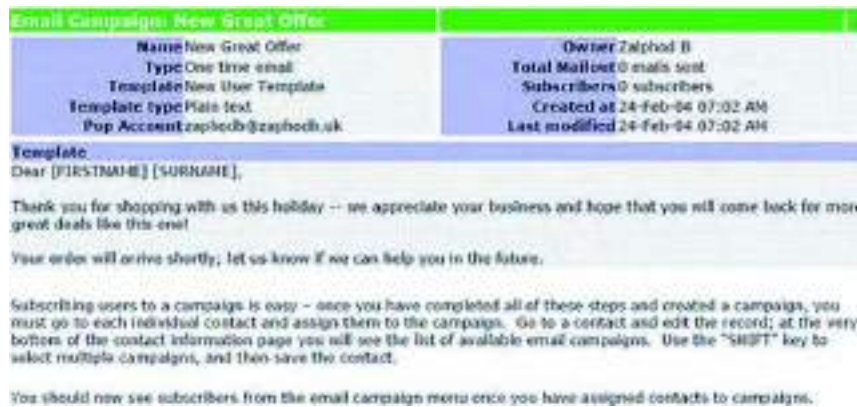 Email Campaign: New Great Offer
Name New Great Offer
Type One time email
Template New User Template
Template type Plain text
Pop Account zaphodb@zaphodb.uk
Owner Zalphod B
Total Mailout 0 mails sent
Subscribers 0 subscribers
Created at 24-Feb-04 07:02 AM
Last modified 24-Feb-04 07:02 AM
Template
Dear [FIRSTNAME] [SURNAME],
Thank you for shopping with us this holiday -- we appreciate your business and hope that you will come back for more
great deals like this one!
Your order will arrive shortly; let us know if we can help you in the future.
Subscribing users to a campaign is easy – once you have completed all of these steps and created a campaign, you
must go to each individual contact and assign them to the campaign. Go to a contact and edit the record; at the very
bottom of the contact information page you will see the list of available email campaigns. Use the "SHIFT" key to
select multiple campaigns, and then save the contact.
You should now see subscribers from the email campaign menu once you have assigned contacts to campaigns.